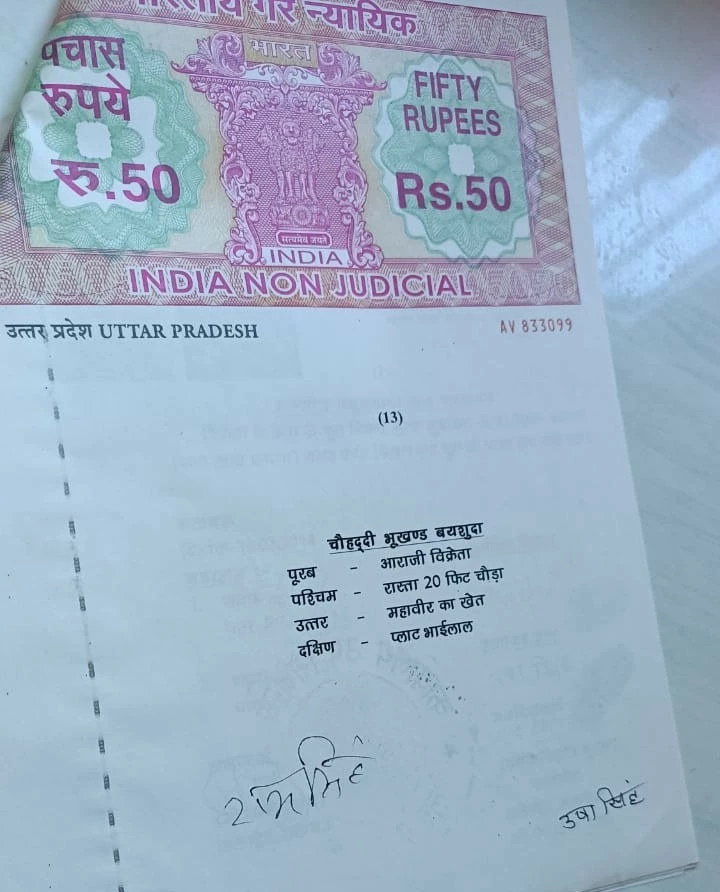 भारतीय गैर न्यायिक
भारत
पचास
रुपये
रु.50
FIFTY
RUPEES
Rs.50
सत्यमेव जयते
INDIA
INDIA NON JUDICIAL
उत्तर प्रदेश UTTAR PRADESH
AV 833099
(13)
चौहद्दी भूखण्ड बयशुदा
पूरब - आराजी विक्रेता
पश्चिम - रास्ता 20 फिट चौड़ा
उत्तर - महावीर का खेत
दक्षिण - प्लाट भाईलाल
उषा सिंह